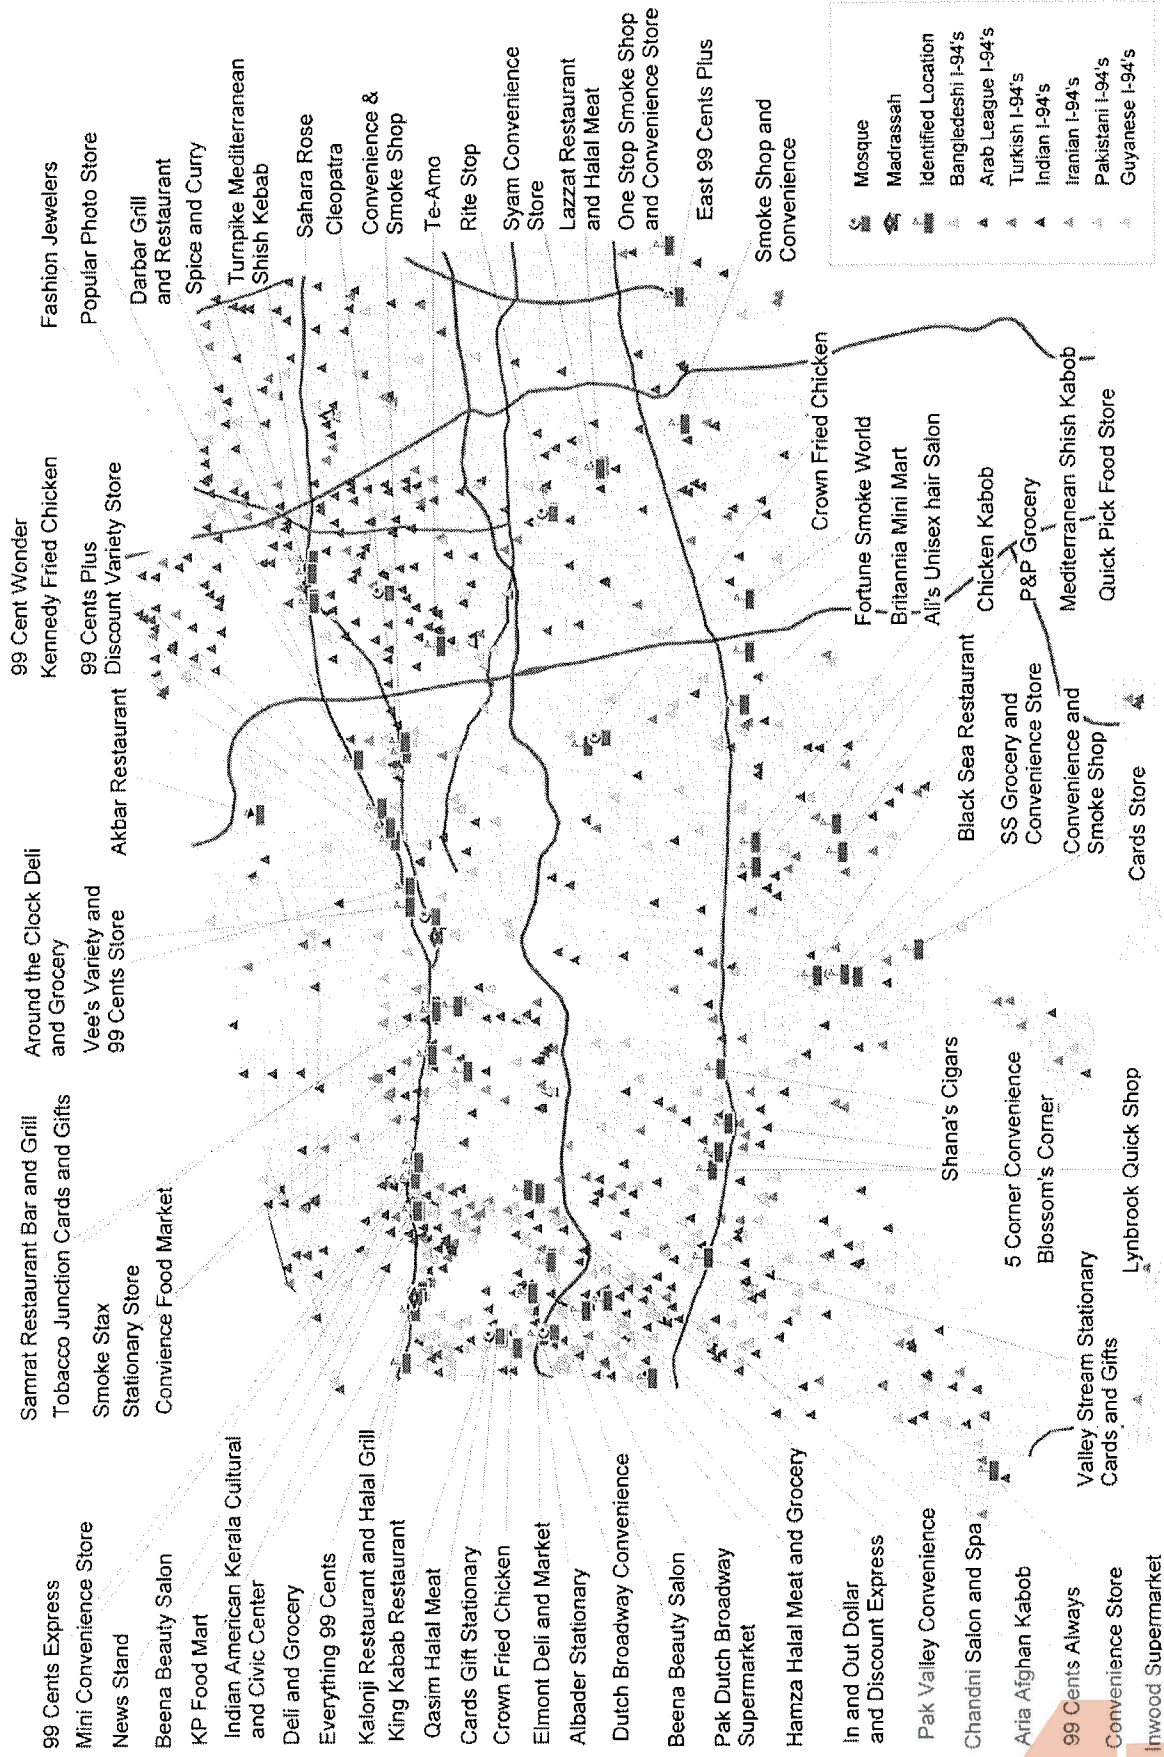 99 Cents Express
Mini Convenience Store
News Stand
Beena Beauty Salon
KP Food Mart
Indian American Kerala Cultural
and Civic Center
Deli and Grocery
Everything 99 Cents
Kalonji Restaurant and Halal Grill
King Kabab Restaurant
Qasim Halal Meat
Cards Gift Stationary
Crown Fried Chicken
Elmont Deli and Market
Albader Stationary
Dutch Broadway Convenience
Beena Beauty Salon
Pak Dutch Broadway
Supermarket
Hamza Halal Meat and Grocery
In and Out Dollar
and Discount Express
Pak Valley Convenience
Chandni Salon and Spa
Aria Afghan Kabob
99 Cents Always
Convenience Store
Inwood Supermarket
Samrat Restaurant Bar and Grill
Tobacco Junction Cards and Gifts
Smoke Stax
Stationary Store
Convience Food Market
Around the Clock Deli
and Grocery
Vee's Variety and
99 Cents Store
Akbar Restaurant
99 Cent Wonder
Kennedy Fried Chicken
99 Cents Plus
Discount Variety Store
Fashion Jewelers
Popular Photo Store
Darbar Grill
and Restaurant
Spice and Curry
Turnpike Mediterranean
Shish Kebab
Sahara Rose
Cleopatra
Convenience &
Smoke Shop
Te-Amo
Rite Stop
Syam Convenience
Store
Lazzat Restaurant
and Halal Meat
One Stop Smoke Shop
and Convenience Store
East 99 Cents Plus
Smoke Shop and
Convenience
Crown Fried Chicken
Fortune Smoke World
Britannia Mini Mart
Ali's Unisex hair Salon
Chicken Kabob
P&P Grocery
Mediterranean Shish Kabob
Quick Pick Food Store
Black Sea Restaurant
SS Grocery and
Convenience Store
Convenience and
Smoke Shop
Cards Store
Shana's Cigars
5 Corner Convenience
Blossom's Corner
Lynbrook Quick Shop
Valley Stream Stationary
Cards and Gifts
Mosque
Madrassah
Identified Location
Bangledeshi I-94's
Arab League I-94's
Turkish I-94's
Indian I-94's
Iranian I-94's
Pakistani I-94's
Guyanese I-94's